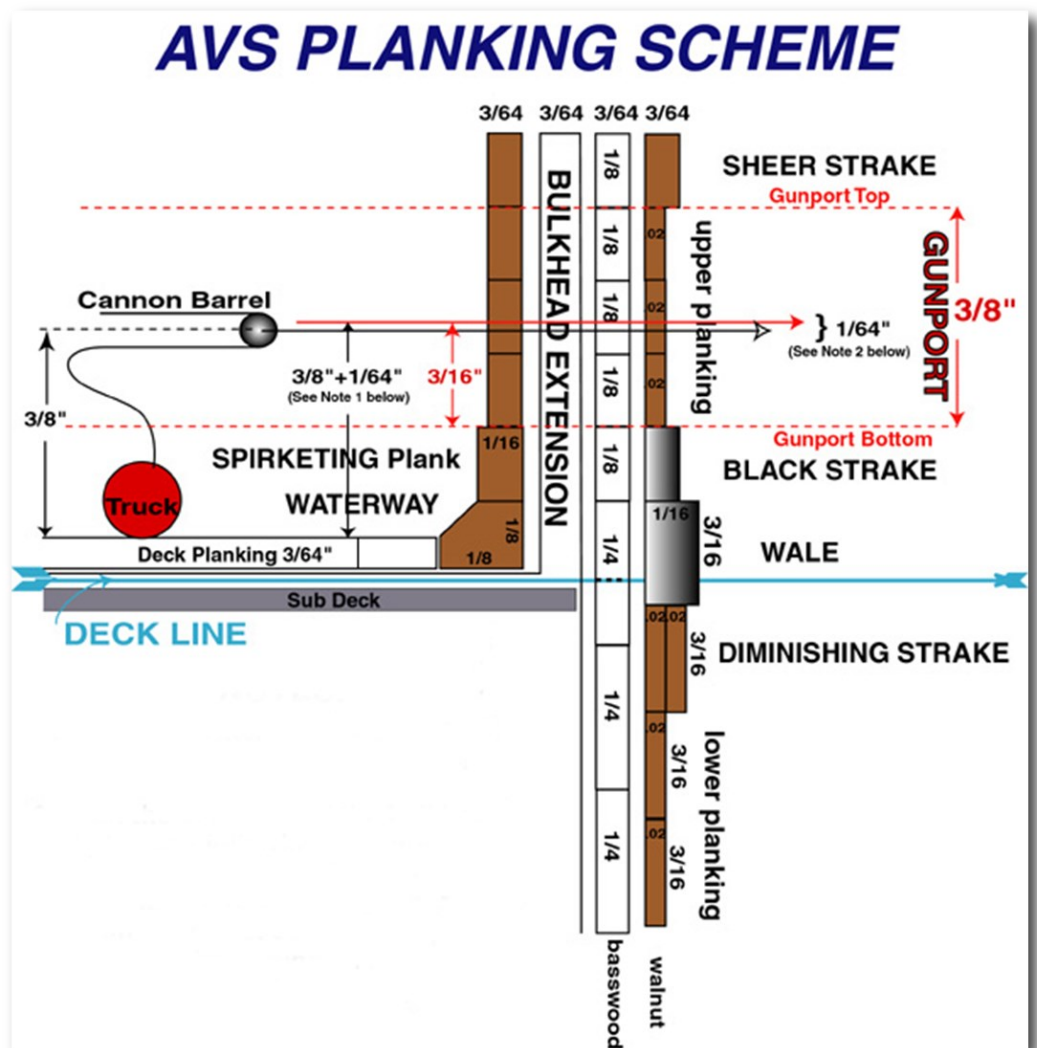 AVS PLANKING SCHEME
3/64 3/64 3/64 3/64
SHEER STRAKE
Gunport Top
1/8
BULKHEAD EXTENSION
1/8
.02
upper planking
GUNPORT
3/8"
Cannon Barrel
1/8
.02
} 1/64"
(See Note 2 below)
3/8"
3/8"+1/64"
(See Note 1 below)
3/16"
1/8
.02
Gunport Bottom
SPIRKETING Plank
1/16
1/8
BLACK STRAKE
Truck
WATERWAY
1/8
1/8
1/16
3/16
Deck Planking 3/64"
1/4
WALE
Sub Deck
DECK LINE
.02 .02
3/16
DIMINISHING STRAKE
1/4
.02
3/16
lower planking
1/4
.02
3/16
basswood
walnut